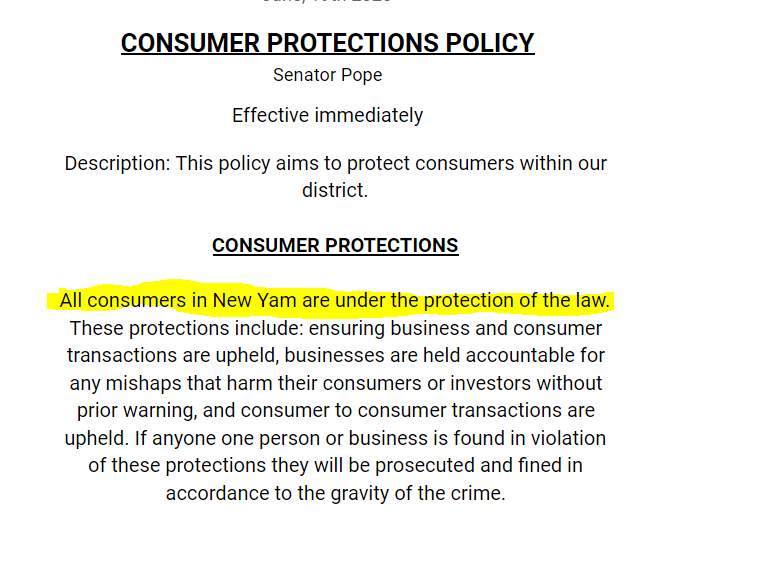 CONSUMER PROTECTIONS POLICY
Senator Pope
Effective immediately
Description: This policy aims to protect consumers within our
district.
CONSUMER PROTECTIONS
All consumers in New Yam are under the protection of the law.
These protections include: ensuring business and consumer
transactions are upheld, businesses are held accountable for
any mishaps that harm their consumers or investors without
prior warning, and consumer to consumer transactions are
upheld. If anyone one person or business is found in violation
of these protections they will be prosecuted and fined in
accordance to the gravity of the crime.